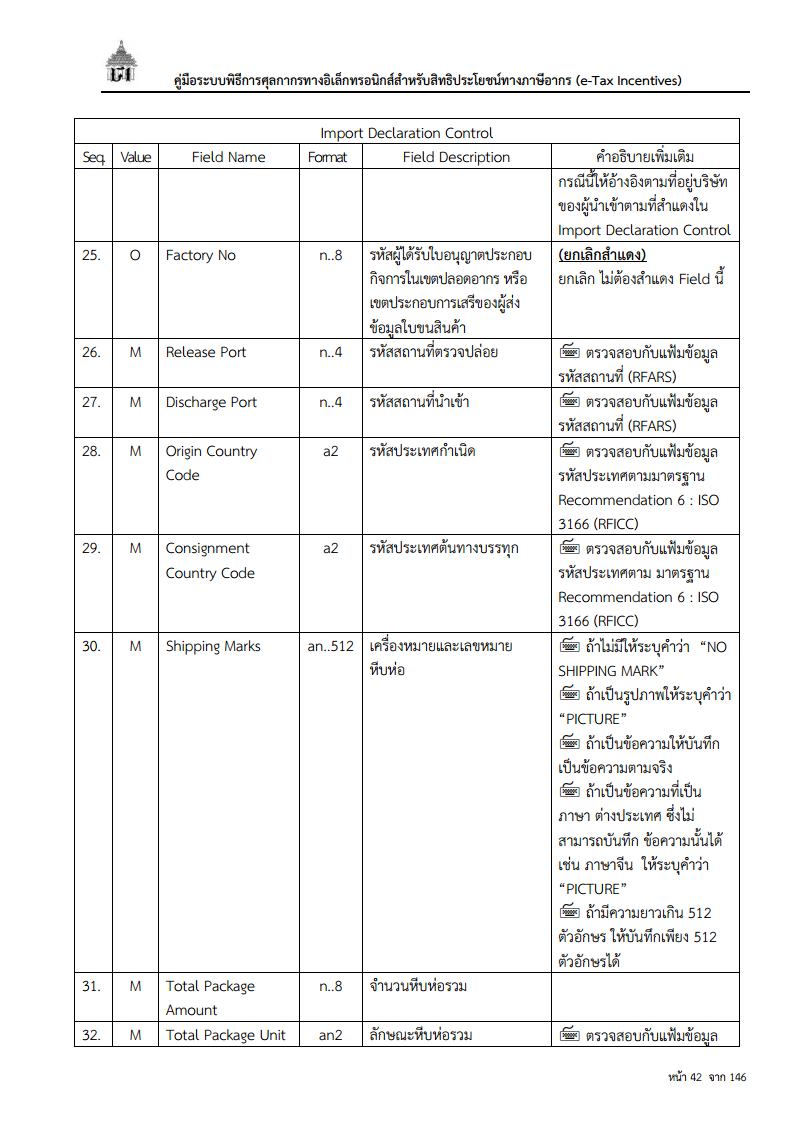 คู่มือระบบพิธีการศุลกากรทางอิเล็กทรอนิกส์สำหรับสิทธิประโยชน์ทางภาษีอากร (e-Tax Incentives)
Import Declaration Control
Seq. Value Field Name Format Field Description คำอธิบายเพิ่มเติม
กรณีนี้ให้อ้างอิงตามที่อยู่บริษัท
ของผู้นำเข้าตามที่สำแดงใน
Import Declaration Control
25. O Factory No n..8 รหัสผู้ได้รับใบอนุญาตประกอบ (ยกเลิกสำแดง)
กิจการในเขตปลอดอากร หรือ ยกเลิก ไม่ต้องสำแดง Field นี้
เขตประกอบการเสรีของผู้ส่ง
ข้อมูลใบขนสินค้า
26. M Release Port n..4 รหัสสถานที่ตรวจปล่อย ตรวจสอบกับแฟ้มข้อมูล
รหัสสถานที่ (RFARS)
27. M Discharge Port n..4 รหัสสถานที่นำเข้า ตรวจสอบกับแฟ้มข้อมูล
รหัสสถานที่ (RFARS)
28. M Origin Country a2 รหัสประเทศกำเนิด ตรวจสอบกับแฟ้มข้อมูล
Code รหัสประเทศตามมาตรฐาน
Recommendation 6 : ISO
3166 (RFICC)
29. M Consignment a2 รหัสประเทศต้นทางบรรทุก ตรวจสอบกับแฟ้มข้อมูล
Country Code รหัสประเทศตาม มาตรฐาน
Recommendation 6 : ISO
3166 (RFICC)
30. M Shipping Marks an..512 เครื่องหมายและเลขหมาย ถ้าไม่มีให้ระบุคำว่า “NO
หีบห่อ SHIPPING MARK”
ถ้าเป็นรูปภาพให้ระบุคำว่า
“PICTURE”
ถ้าเป็นข้อความให้บันทึก
เป็นข้อความตามจริง
ถ้าเป็นข้อความที่เป็น
ภาษา ต่างประเทศ ซึ่งไม่
สามารถบันทึก ข้อความนั้นได้
เช่น ภาษาจีน ให้ระบุคำว่า
“PICTURE”
ถ้ามีความยาวเกิน 512
ตัวอักษร ให้บันทึกเพียง 512
ตัวอักษรได้
31. M Total Package n..8 จำนวนหีบห่อรวม
Amount
32. M Total Package Unit an2 ลักษณะหีบห่อรวม ตรวจสอบกับแฟ้มข้อมูล
หน้า 42 จาก 146